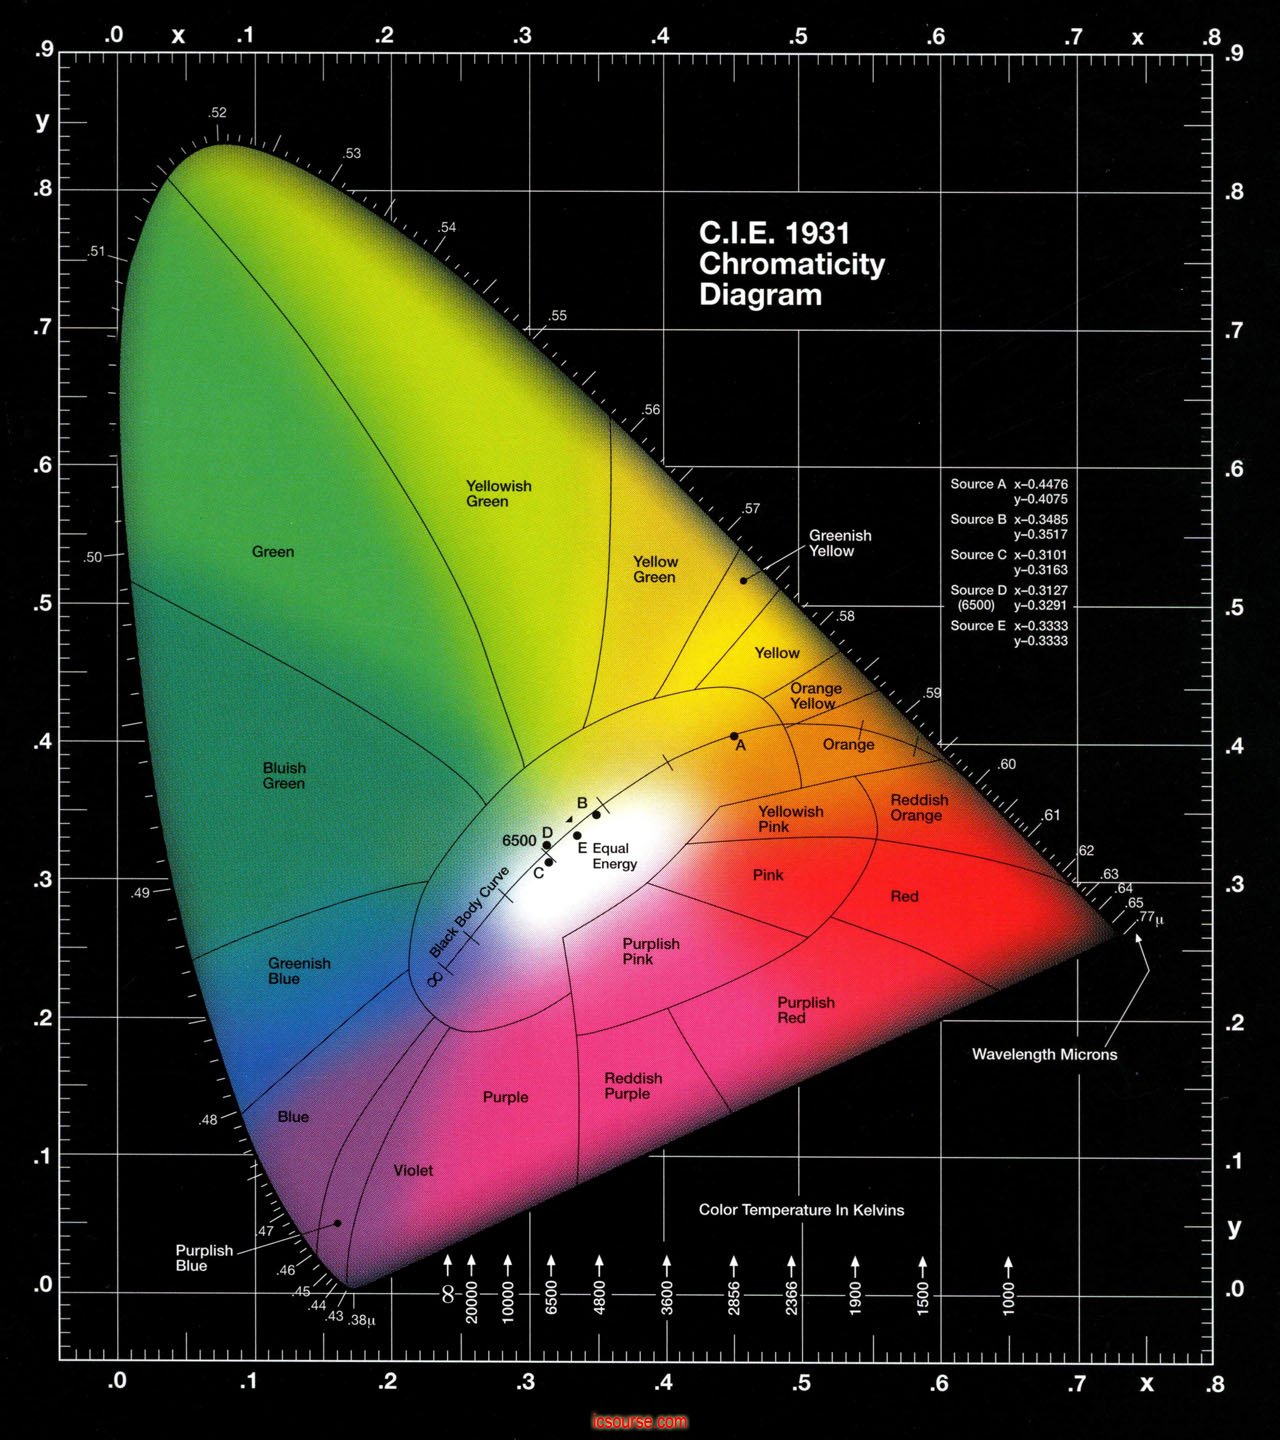 .0 x .1 .2 .3 .4 .5 .6 .7 x .8
.9 .9
y
.52
.53
.8 .8
.54
C.I.E. 1931
Chromaticity
Diagram
.51
.55
.7 .7
.56
.6 .6
Yellowish
Green
Source A x–0.4476
y–0.4075
.57
Source B x–0.3485
y–0.3517
Greenish
Yellow
Green
.50
Yellow
Green
Source C x–0.3101
y–0.3163
Source D x–0.3127
(6500) y–0.3291
.5 .5
.58
Source E x–0.3333
y–0.3333
Yellow
Orange
Yellow
.59
.4 .4
A
Orange
.60
Bluish
Green
B
Yellowish
Pink
Reddish
Orange
.61
6500 D
E Equal
Energy
C
.62
Pink
.63
.3 .3
.64
.49
Red
.65
.77μ
Black Body Curve
∞
Purplish
Pink
Greenish
Blue
Purplish
Red
.2 .2
Wavelength Microns
Reddish
Purple
Purple
.48
Blue
.1 .1
Violet
Color Temperature In Kelvins
.47
y
Purplish
Blue
.46
.0 .0
.45
.44
.43 .38μ
∞ 20000 10000 6500 4800 3600 2856 2366 1900 1500 1000
.0 .1 .2 .3 .4 .5 .6 .7 x .8
icsourse.com